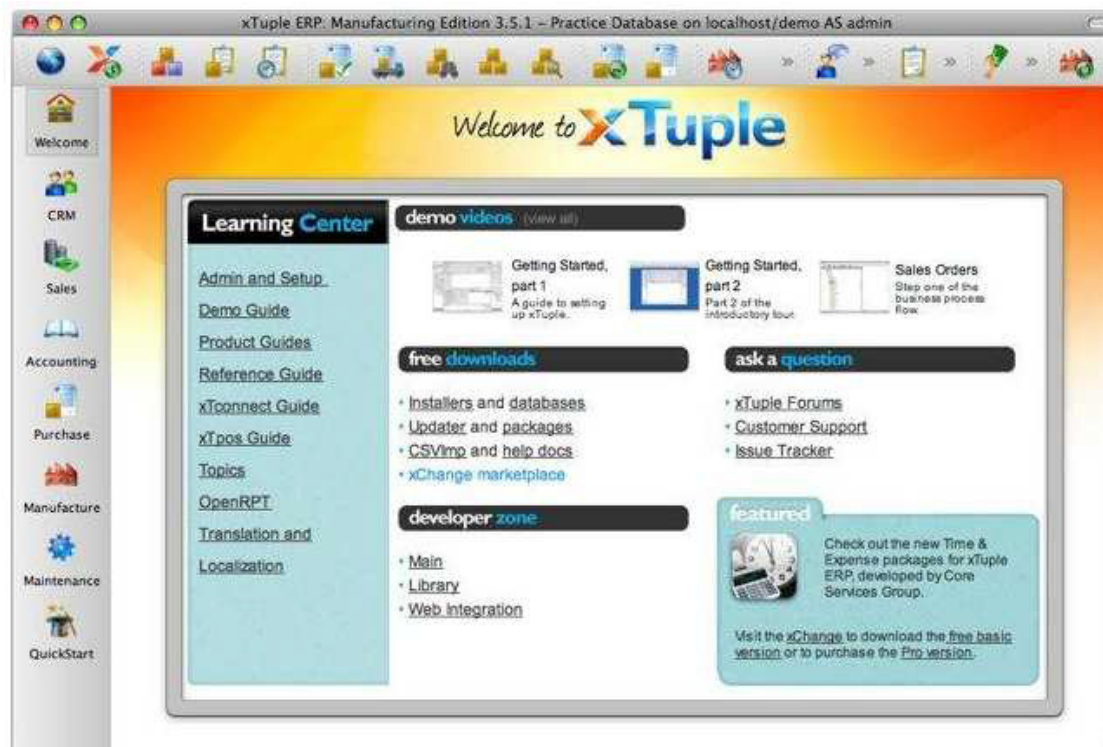 xTuple ERP: Manufacturing Edition 3.5.1 – Practice Database on localhost/demo AS admin
Welcome to xTuple
Welcome
CRM
Sales
Accounting
Purchase
Manufacture
Maintenance
QuickStart
Learning Center
Admin and Setup
Demo Guide
Product Guides
Reference Guide
xTconnect Guide
xTpos Guide
Topics
OpenRPT
Translation and
Localization
demo videos (view all)
Getting Started,
part 1
A guide to setting
up xTuple.
Getting Started,
part 2
Part 2 of the
introductory tour.
Sales Orders
Step one of the
business process
flow.
free downloads
• Installers and databases
• Updater and packages
• CSVImp and help docs
• xChange marketplace
ask a question
• xTuple Forums
• Customer Support
• Issue Tracker
developer zone
• Main
• Library
• Web Integration
featured
Check out the new Time &
Expense packages for xTuple
ERP, developed by Core
Services Group.
Visit the xChange to download the free basic
version or to purchase the Pro version.